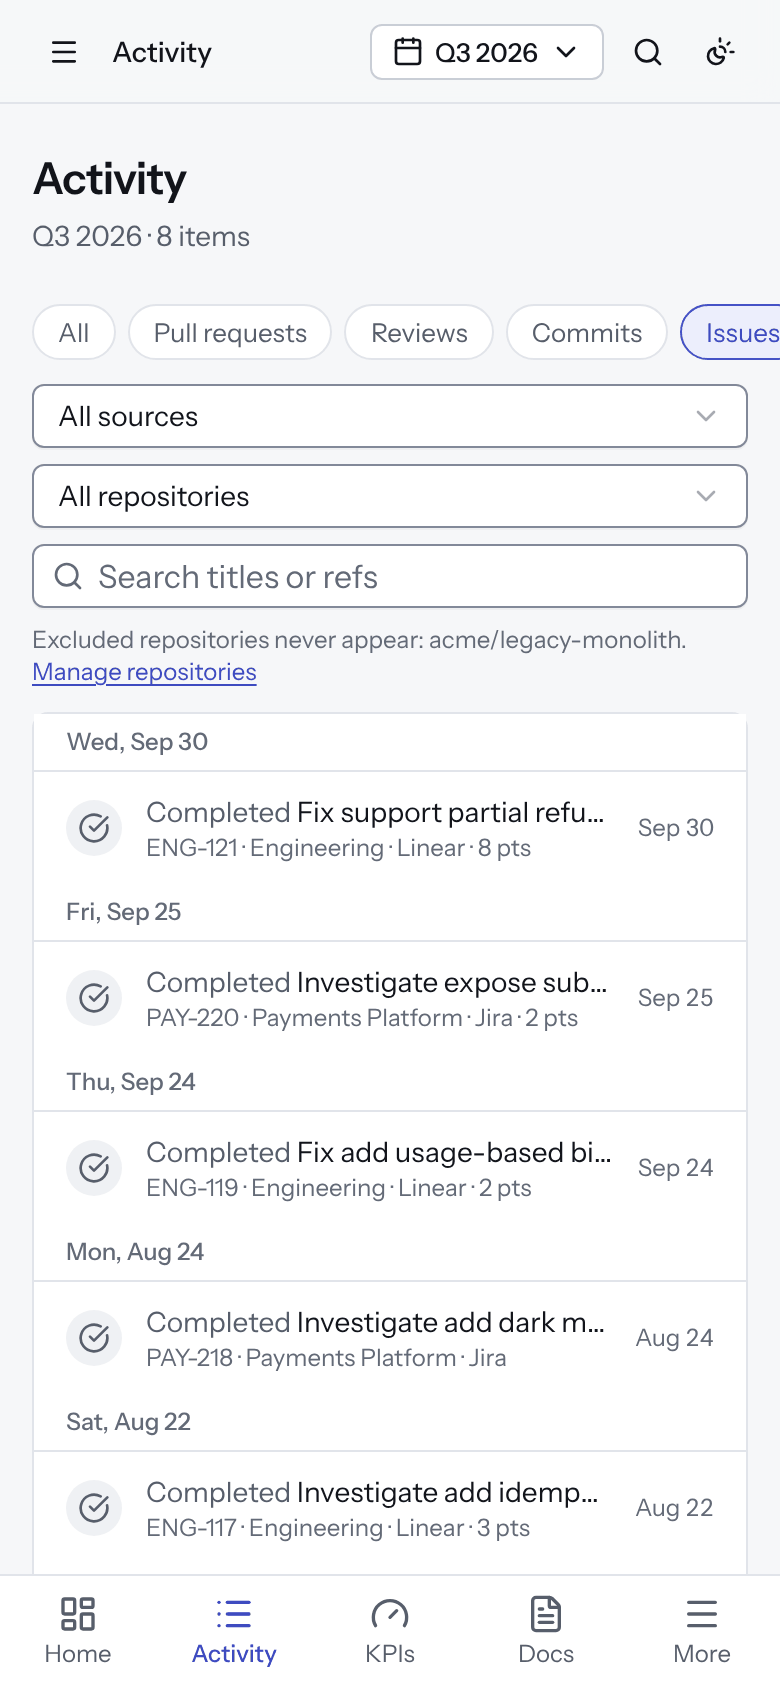 Activity
Q3 2026
Activity
Q3 2026 · 8 items
All
Pull requests
Reviews
Commits
Issues
All sources
All repositories
Search titles or refs
Excluded repositories never appear: acme/legacy-monolith.
Manage repositories
Wed, Sep 30
Completed Fix support partial refu...
Sep 30
ENG-121 · Engineering · Linear · 8 pts
Fri, Sep 25
Completed Investigate expose sub...
Sep 25
PAY-220 · Payments Platform · Jira · 2 pts
Thu, Sep 24
Completed Fix add usage-based bi...
Sep 24
ENG-119 · Engineering · Linear · 2 pts
Mon, Aug 24
Completed Investigate add dark m...
Aug 24
PAY-218 · Payments Platform · Jira
Sat, Aug 22
Completed Investigate add idemp...
Aug 22
ENG-117 · Engineering · Linear · 3 pts
Home
Activity
KPIs
Docs
More